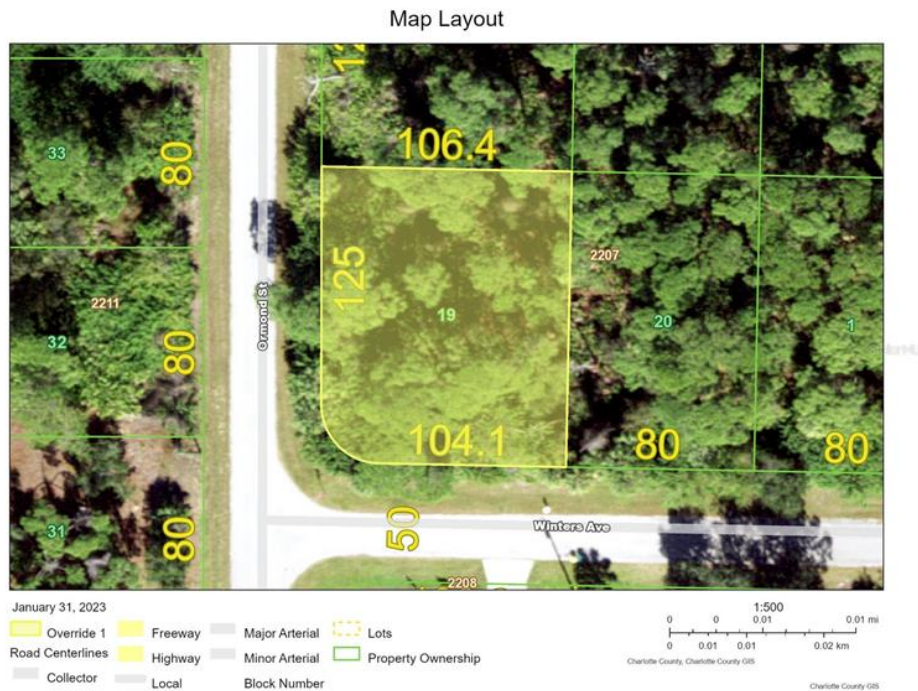 Map Layout
106.4
33
80
125
2207
2211
Ormond St
19
20
1
32
80
104.1
80
80
31
80
50
Winters Ave
2208
January 31, 2023
Override 1
Freeway
Major Arterial
Lots
Road Centerlines
Highway
Minor Arterial
Property Ownership
Collector
Local
Block Number
1:500
0 0 0.01 0.01 mi
0 0.01 0.01 0.02 km
Charlotte County, Charlotte County GIS
Charlotte County GIS